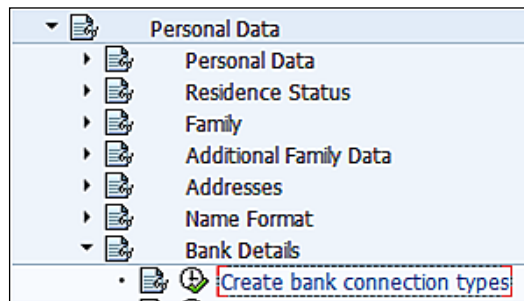 Personal Data
Personal Data
Residence Status
Family
Additional Family Data
Addresses
Name Format
Bank Details
Create bank connection types